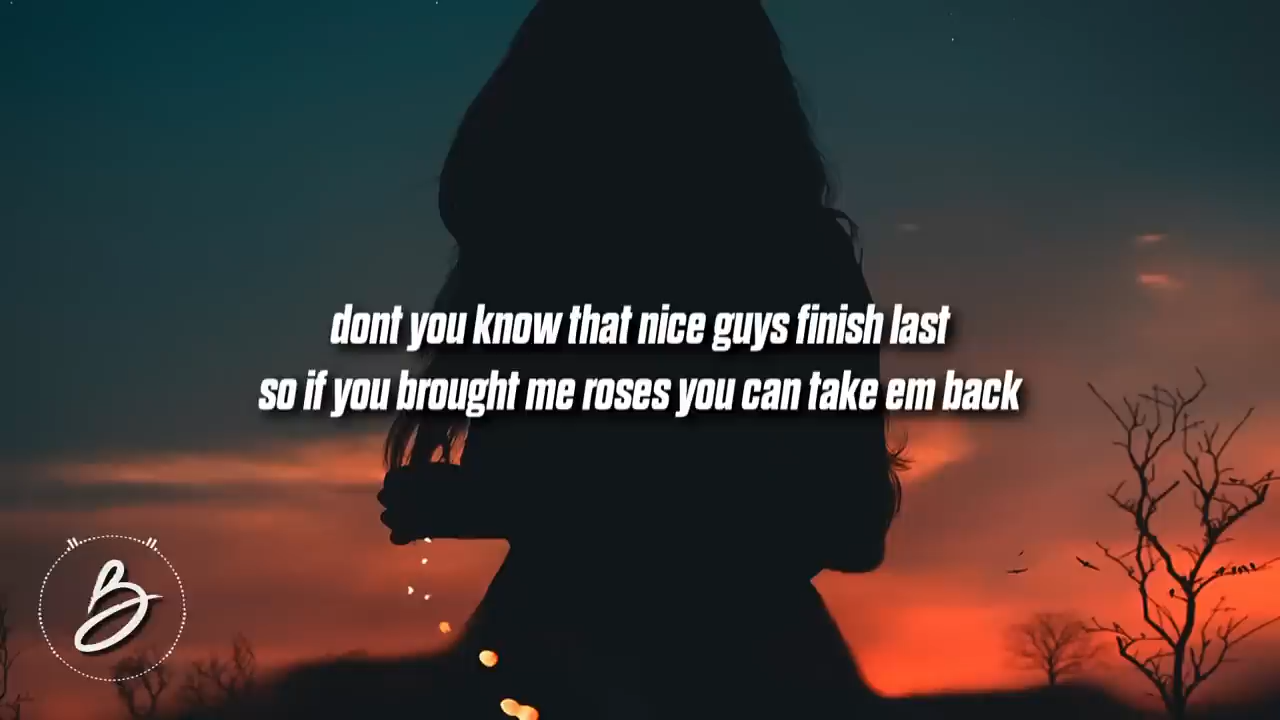 dont you know that nice guys finish last
so if you brought me roses you can take em back
B